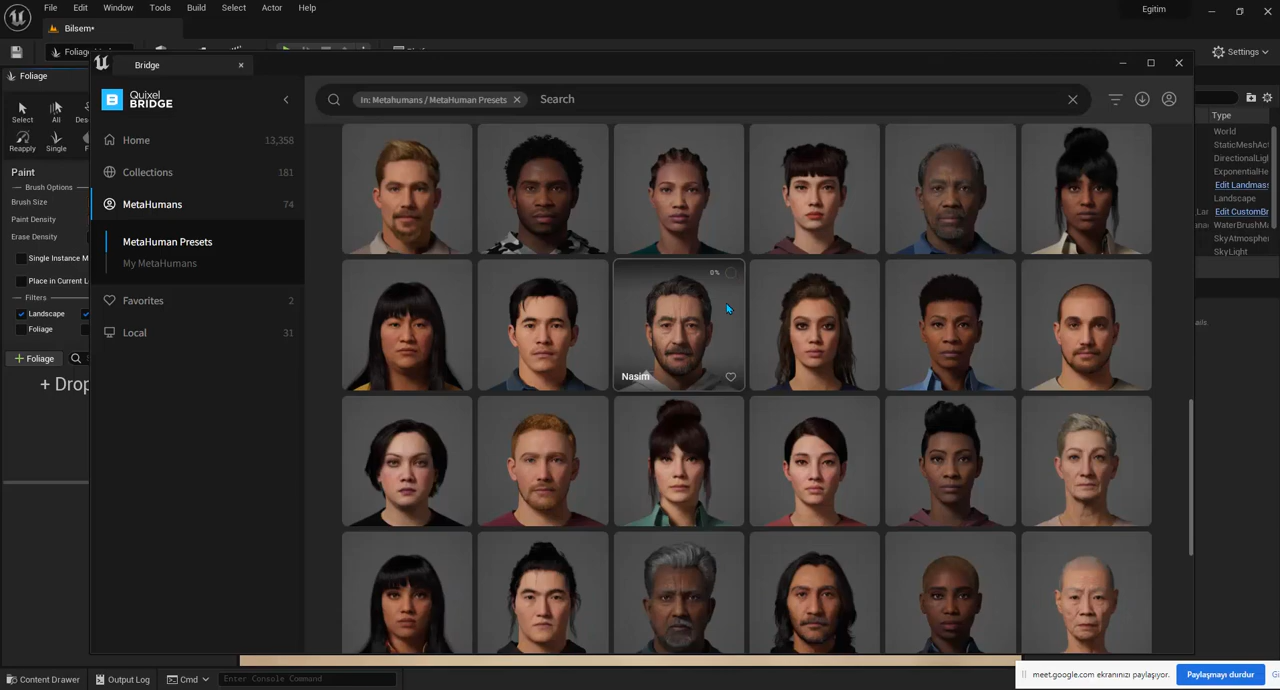 File Edit Window Tools Build Select Actor Help
Egitim
Bilsem*
Settings
Foliage
Bridge
Select All
Reapply Single
Paint
Brush Options
Brush Size
Paint Density
Erase Density
Single Instance M
Place in Current L
Filters
Landscape
Foliage
+ Foliage
+ Drop
Quixel
BRIDGE
Home 13,358
Collections 181
MetaHumans 74
MetaHuman Presets
My MetaHumans
Favorites 2
Local 31
In: Metahumans / MetaHuman Presets
Search
0%
Nasim
Type
World
StaticMeshAct
DirectionalLigh
ExponentialHe
Edit Landmass
Landscape
Edit CustomBr
WaterBrushMa
SkyAtmosphere
SkyLight
ails
Content Drawer
Output Log
Cmd
Enter Console Command
meet.google.com ekranınızı paylaşıyor.
Paylaşmayı durdur